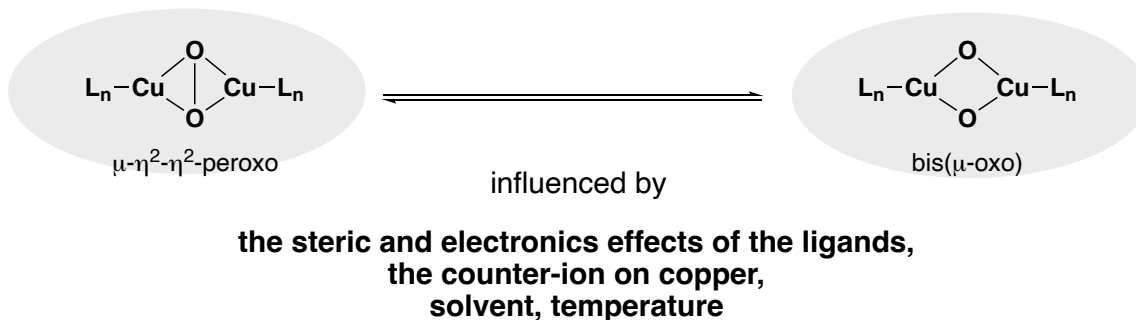 O O
Lₙ–Cu Cu–Lₙ Lₙ–Cu Cu–Lₙ
O O
μ-η²-η²-peroxo bis(μ-oxo)
influenced by
the steric and electronics effects of the ligands,
the counter-ion on copper,
solvent, temperature